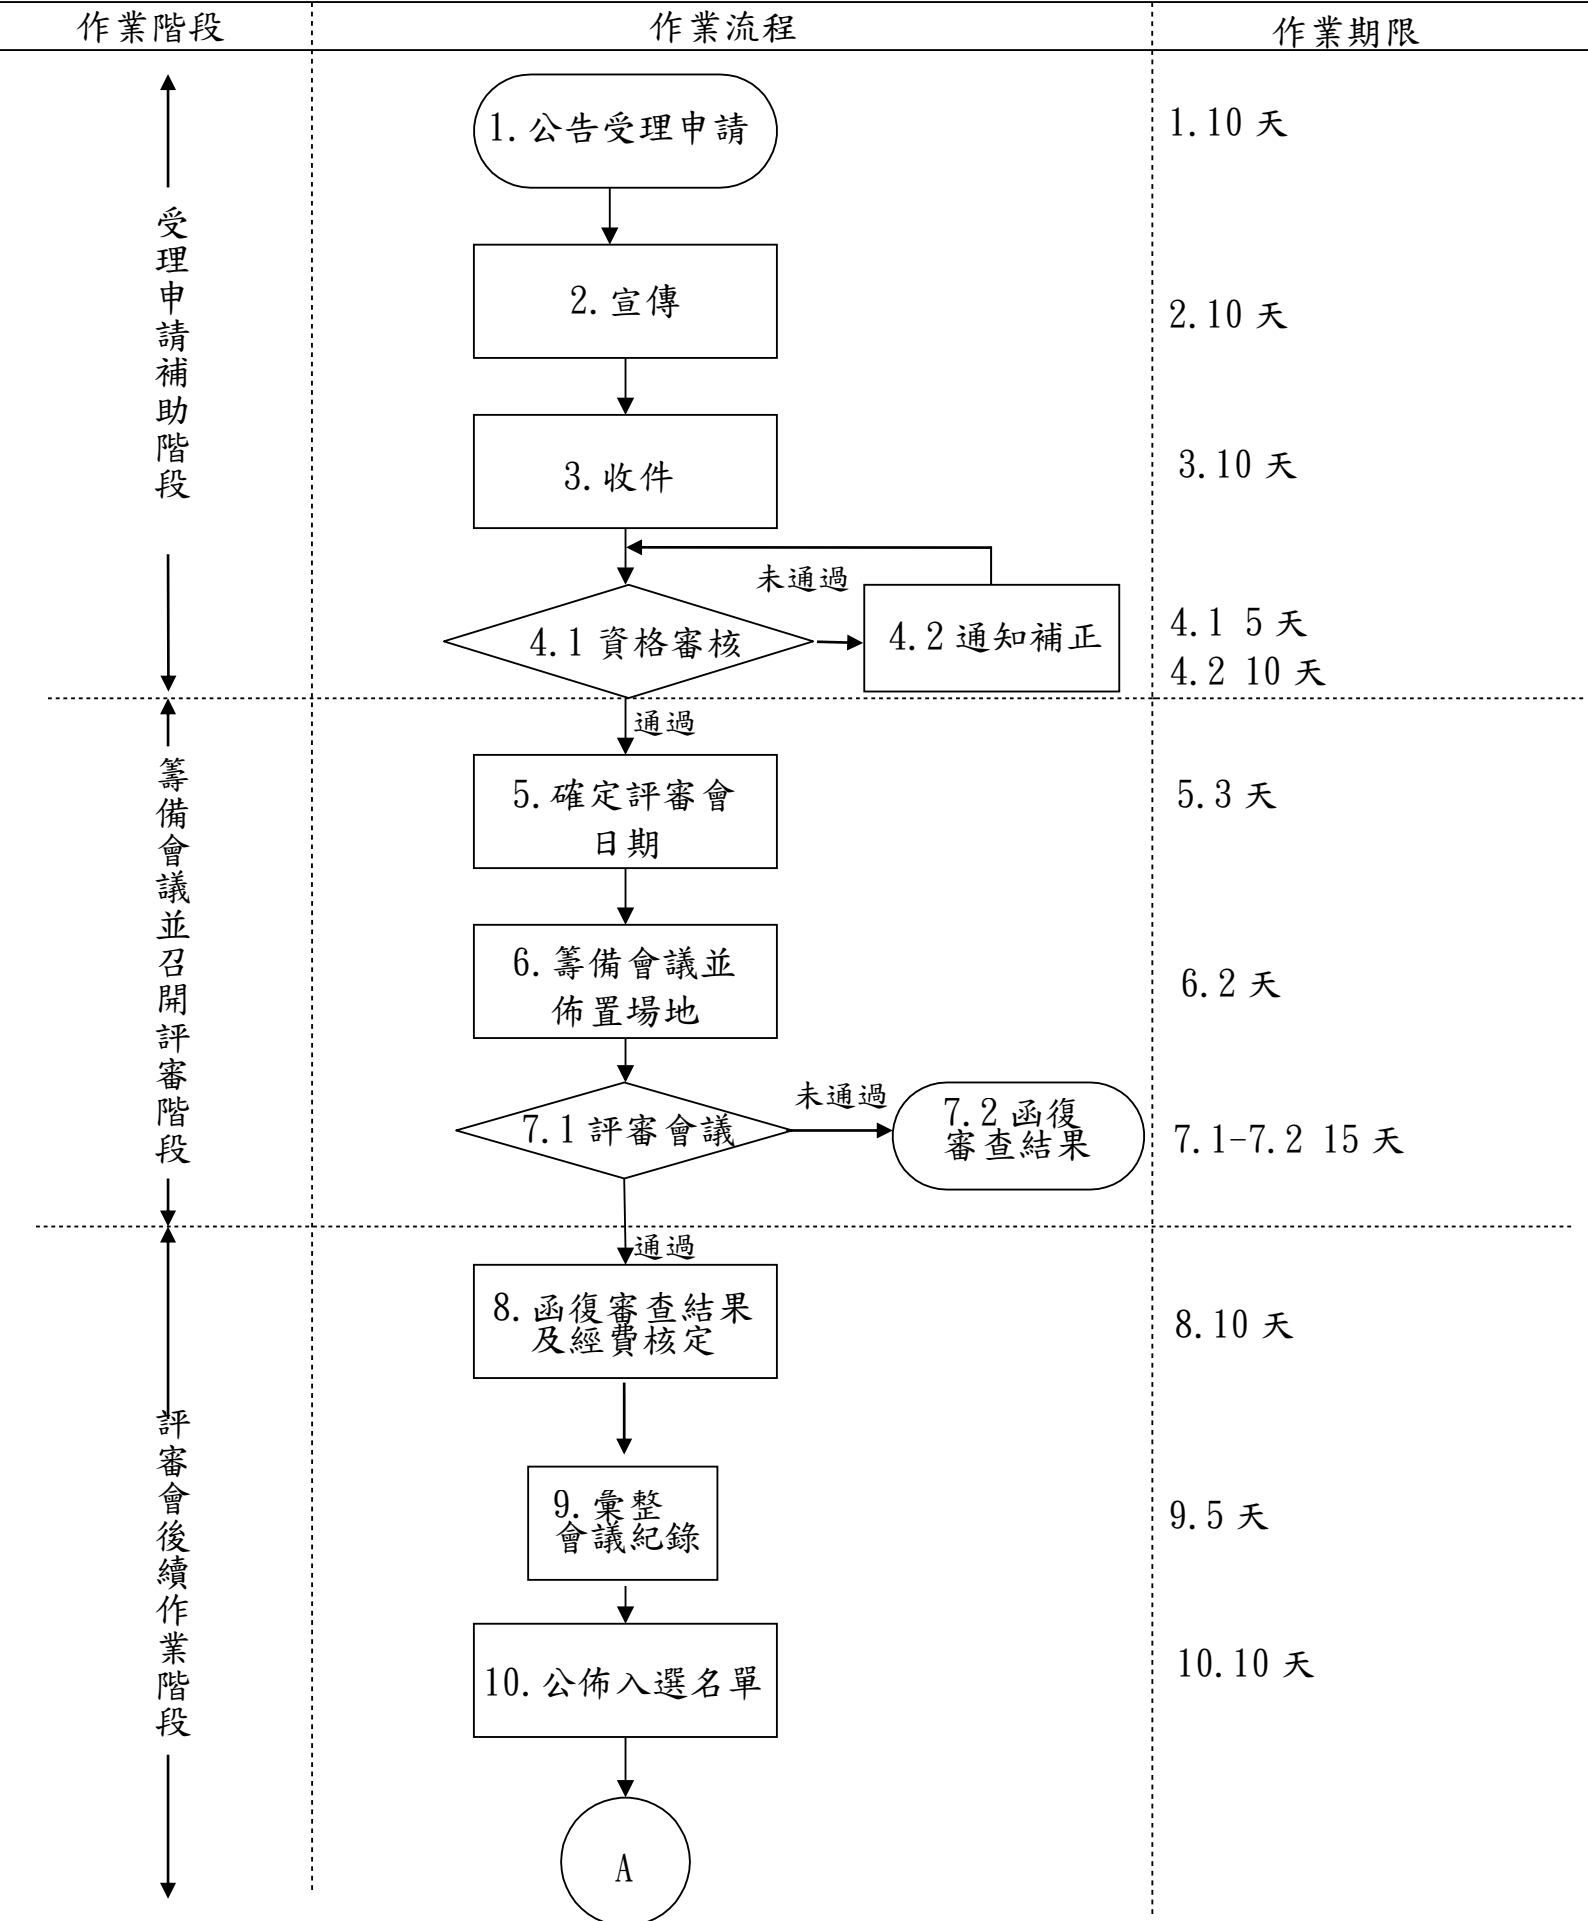 作業階段
作業流程
作業期限
受理申請補助階段
1.公告受理申請
1.10 天
2.宣傳
2.10 天
3.收件
3.10 天
未通過
4.1 資格審核
4.2 通知補正
4.1 5 天
4.2 10 天
通過
籌備會議並召開評審階段
5.確定評審會
日期
5.3 天
6.籌備會議並
佈置場地
6.2 天
7.1 評審會議
未通過
7.2 函復
審查結果
7.1-7.2 15 天
通過
評審會後續作業階段
8.函復審查結果
及經費核定
8.10 天
9.彙整
會議紀錄
9.5 天
10.公佈入選名單
10.10 天
A